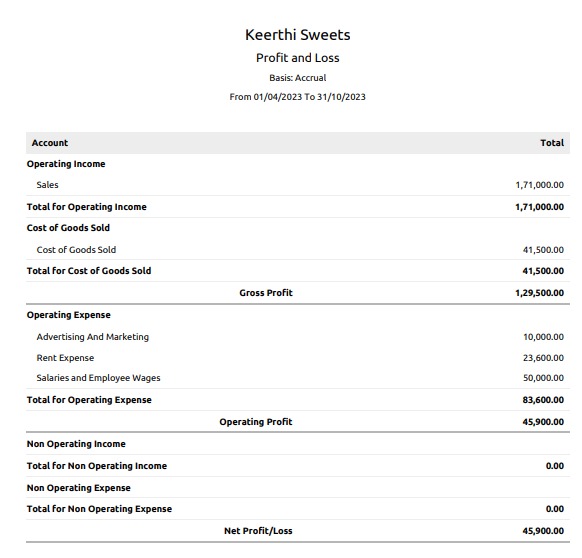 Keerthi Sweets
Profit and Loss
Basis: Accrual
From 01/04/2023 To 31/10/2023
Account Total
Operating Income
Sales 1,71,000.00
Total for Operating Income 1,71,000.00
Cost of Goods Sold
Cost of Goods Sold 41,500.00
Total for Cost of Goods Sold 41,500.00
Gross Profit 1,29,500.00
Operating Expense
Advertising And Marketing 10,000.00
Rent Expense 23,600.00
Salaries and Employee Wages 50,000.00
Total for Operating Expense 83,600.00
Operating Profit 45,900.00
Non Operating Income
Total for Non Operating Income 0.00
Non Operating Expense
Total for Non Operating Expense 0.00
Net Profit/Loss 45,900.00